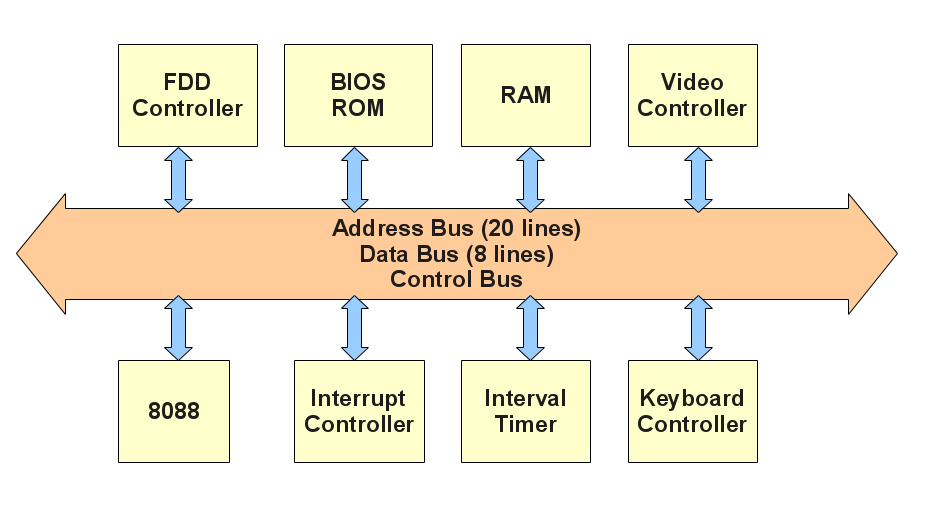 FDD
Controller
BIOS
ROM
RAM
Video
Controller
Address Bus (20 lines)
Data Bus (8 lines)
Control Bus
8088
Interrupt
Controller
Interval
Timer
Keyboard
Controller